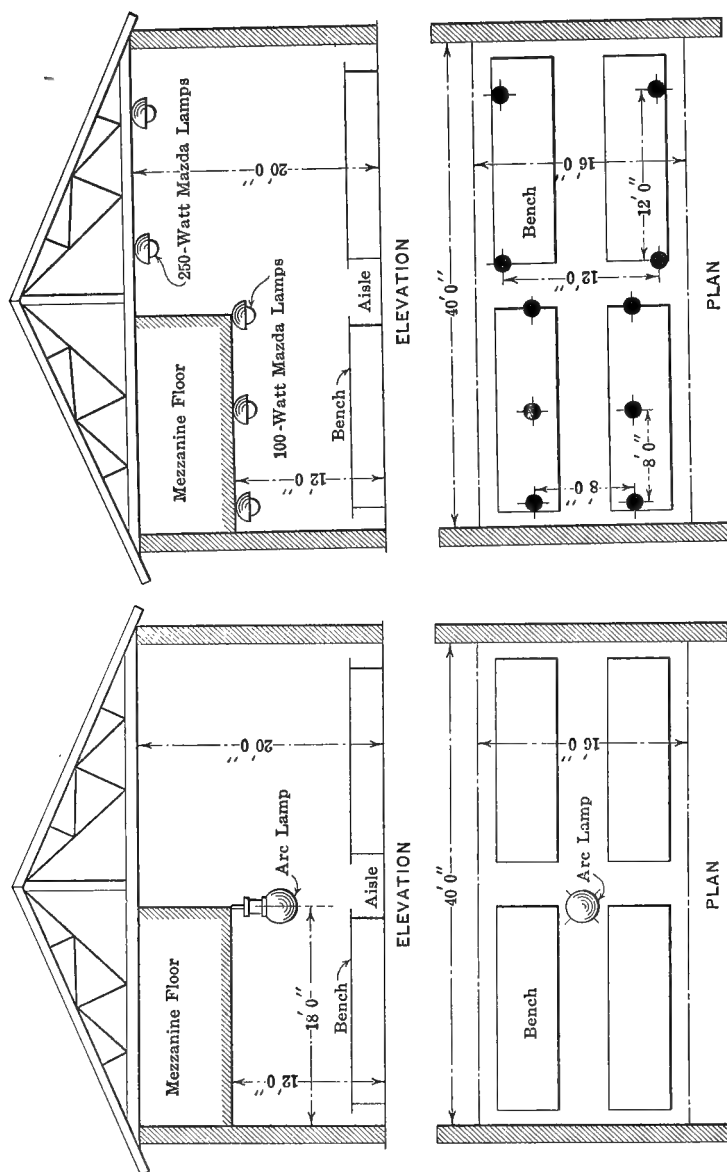 Mezzanine Floor
20′ 0″
12′ 0″
18′ 0″
Arc Lamp
Bench
Aisle
ELEVATION
40′ 0″
16′ 0″
Arc Lamp
Bench
PLAN
Mezzanine Floor
250-Watt Mazda Lamps
20′ 0″
100-Watt Mazda Lamps
12′ 0″
Bench
Aisle
ELEVATION
40′ 0″
16′ 0″
Bench
12′ 0″
12′ 0″
8′ 0″
8′ 0″
PLAN